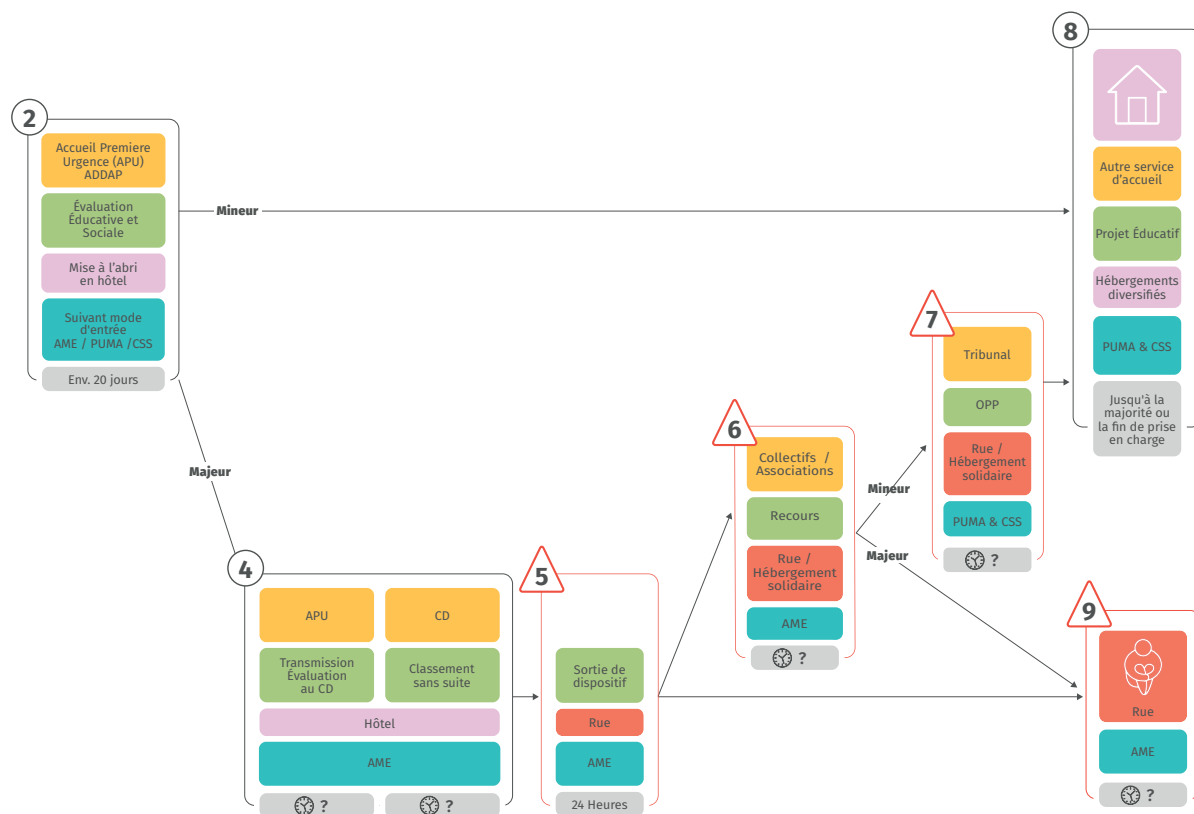 2
Accueil Premiere
Urgence (APU)
ADDAP
Évaluation
Éducative et
Sociale
Mise à l'abri
en hôtel
Suivant mode
d'entrée
AME / PUMA /CSS
Env. 20 jours
Mineur
Majeur
4
APU
CD
Transmission
Évaluation
au CD
Classement
sans suite
Hôtel
AME
?
?
5
Sortie de
dispositif
Rue
AME
24 Heures
6
Collectifs /
Associations
Recours
Rue /
Hébergement
solidaire
AME
?
Mineur
Majeur
7
Tribunal
OPP
Rue /
Hébergement
solidaire
PUMA & CSS
?
8
Autre service
d'accueil
Projet Éducatif
Hébergements
diversifiés
PUMA & CSS
Jusqu'à la
majorité ou
la fin de prise
en charge
9
Rue
AME
?